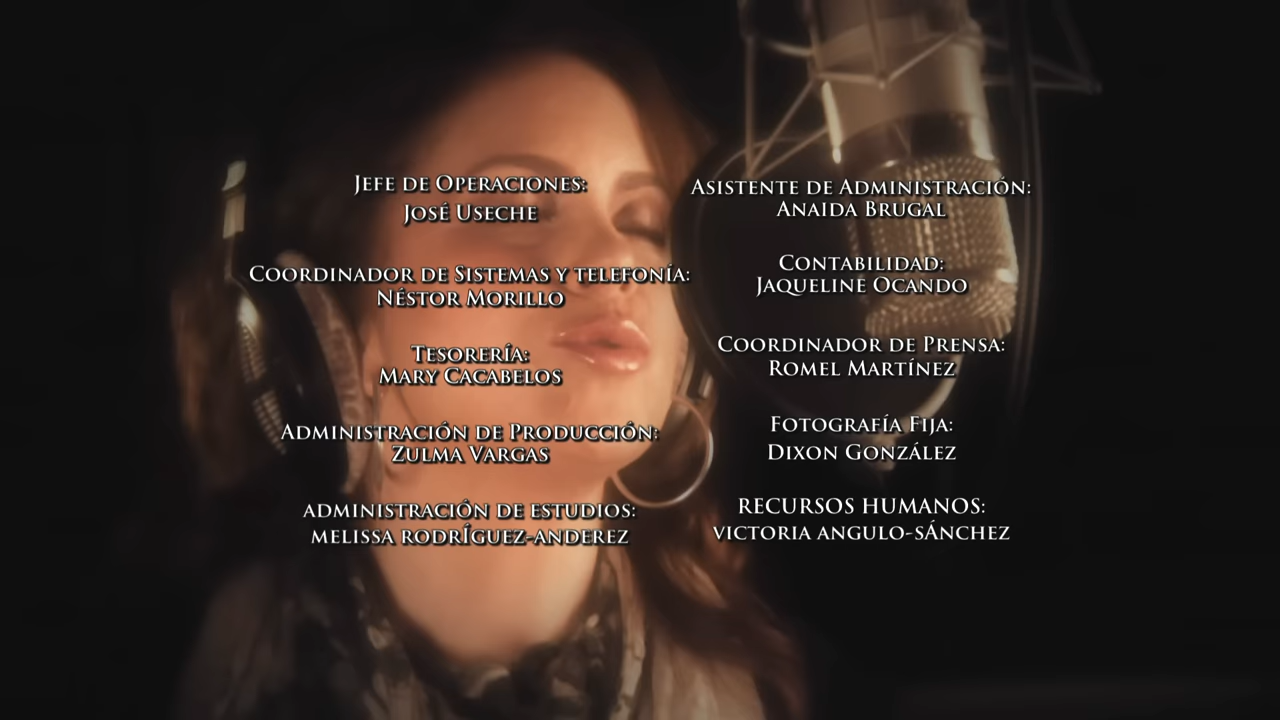 Jefe de Operaciones:
José Useche
Coordinador de Sistemas y telefonía:
Néstor Morillo
Tesorería:
Mary Cacabelos
Administración de Producción:
Zulma Vargas
administración de estudios:
melissa rodríguez-anderez
Asistente de Administración:
Anaida Brugal
Contabilidad:
Jaqueline Ocando
Coordinador de Prensa:
Romel Martínez
Fotografía Fija:
Dixon González
RECURSOS HUMANOS:
VICTORIA ANGULO-SÁNCHEZ